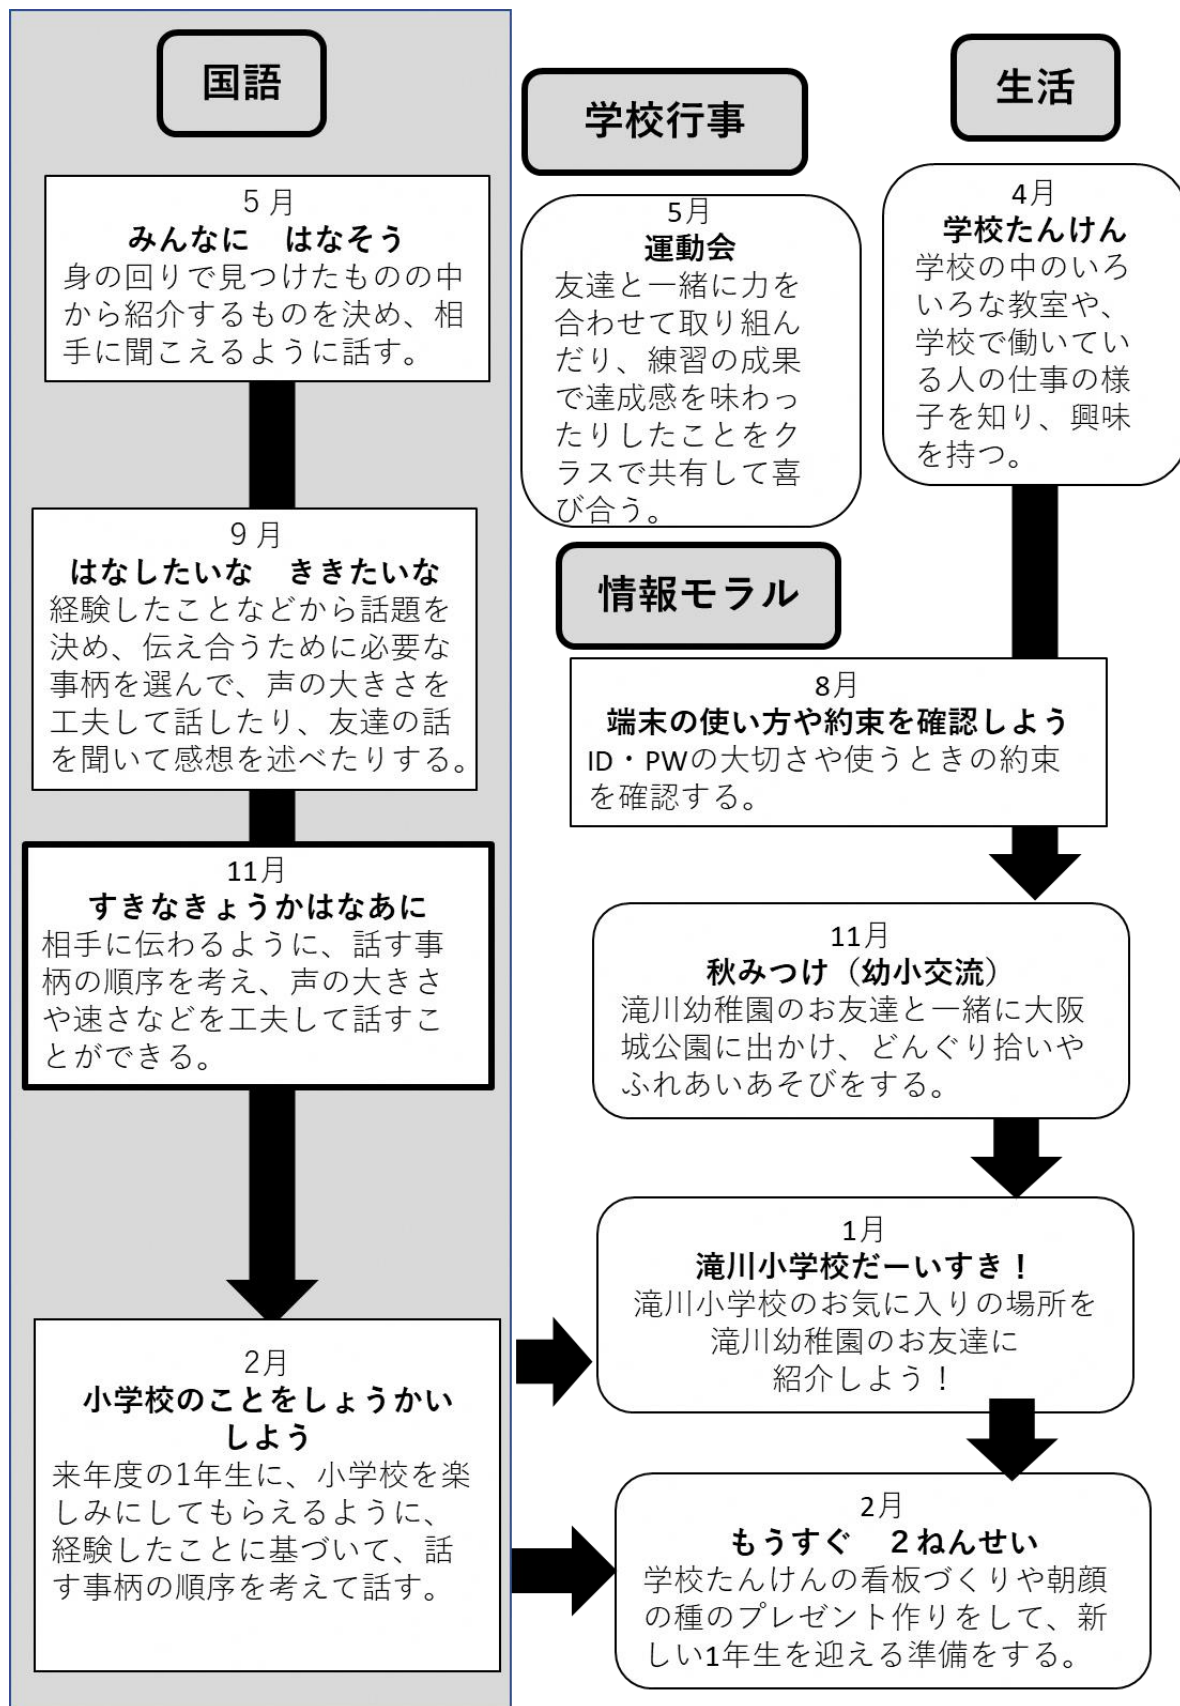 国語
5月
みんなに　はなそう
身の回りで見つけたものの中
から紹介するものを決め、相
手に聞こえるように話す。
9月
はなしたいな　ききたいな
経験したことなどから話題を
決め、伝え合うために必要な
事柄を選んで、声の大きさを
工夫して話したり、友達の話
を聞いて感想を述べたりする。
11月
すきなきょうかはなあに
相手に伝わるように、話す事
柄の順序を考え、声の大きさ
や速さなどを工夫して話すこ
とができる。
2月
小学校のことをしょうかい
しよう
来年度の1年生に、小学校を楽
しみにしてもらえるように、
経験したことに基づいて、話
す事柄の順序を考えて話す。
学校行事
5月
運動会
友達と一緒に力を
合わせて取り組ん
だり、練習の成果
で達成感を味わっ
たりしたことをク
ラスで共有して喜
び合う。
情報モラル
8月
端末の使い方や約束を確認しよう
ID・PWの大切さや使うときの約束
を確認する。
生活
4月
学校たんけん
学校の中のいろ
いろな教室や、
学校で働いてい
る人の仕事の様
子を知り、興味
を持つ。
11月
秋みつけ（幼小交流）
滝川幼稚園のお友達と一緒に大阪
城公園に出かけ、どんぐり拾いや
ふれあいあそびをする。
1月
滝川小学校だーいすき！
滝川小学校のお気に入りの場所を
滝川幼稚園のお友達に
紹介しよう！
2月
もうすぐ　２ねんせい
学校たんけんの看板づくりや朝顔
の種のプレゼント作りをして、新
しい1年生を迎える準備をする。